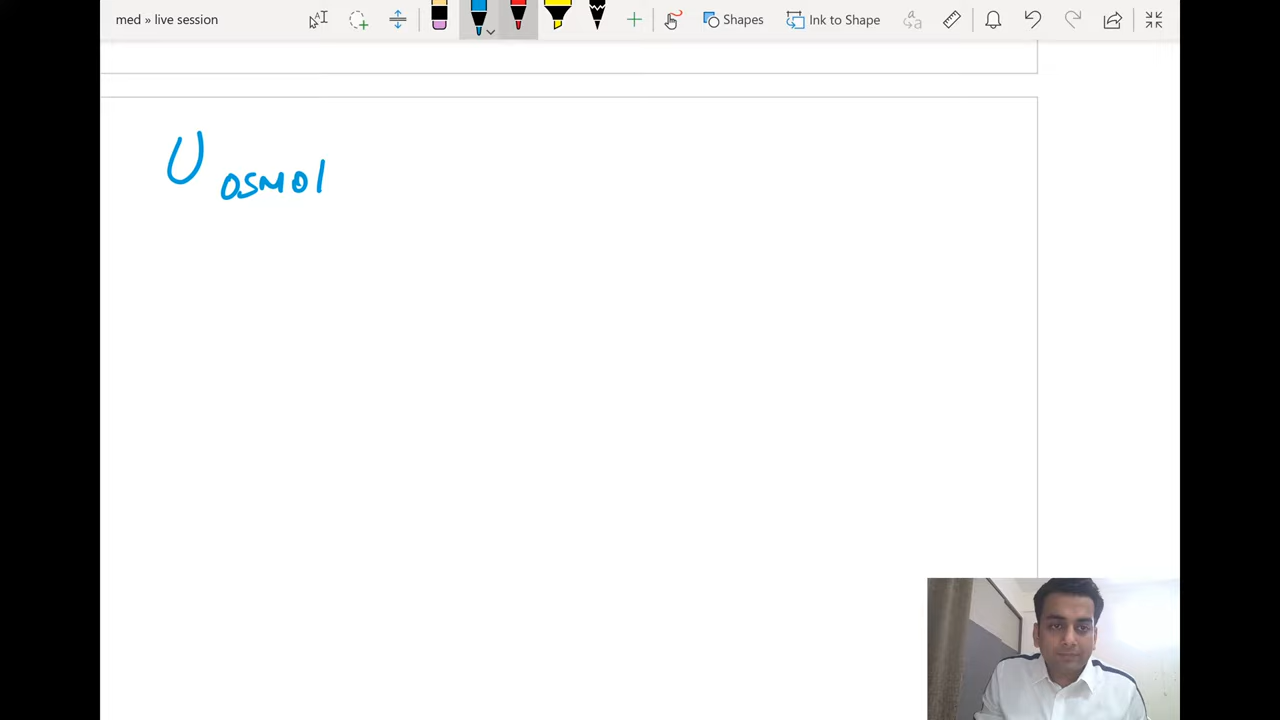 med » live session
Shapes
Ink to Shape
U osmol